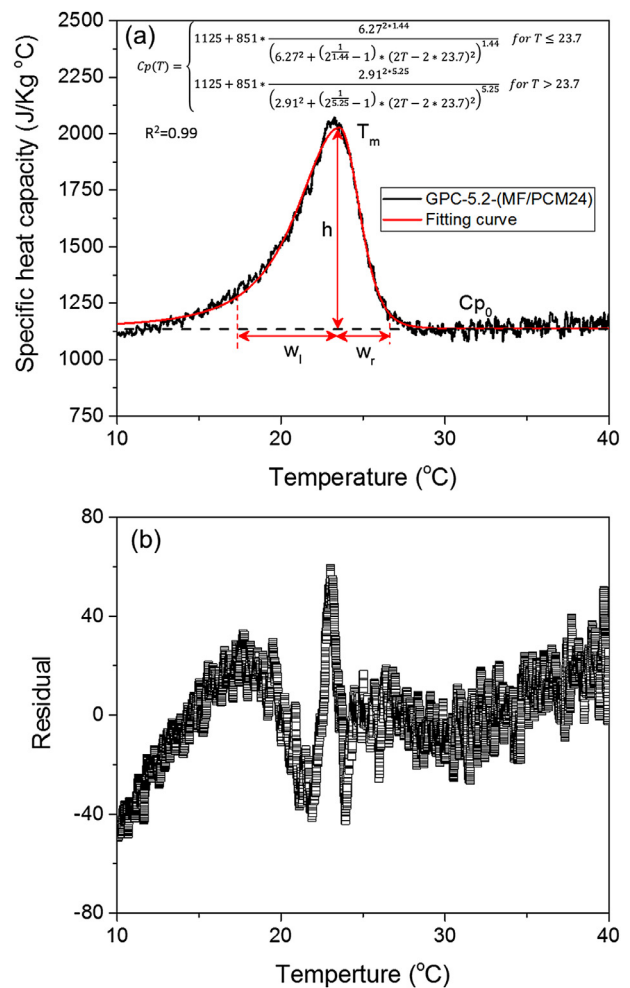 (a)
Cp(T) = { 1125 + 851 * 6.27^{2*1.44} / (6.27^2 + (2^{1/1.44} − 1) * (2T − 2 * 23.7)^2)^{1.44} for T ≤ 23.7
1125 + 851 * 2.91^{2*5.25} / (2.91^2 + (2^{1/5.25} − 1) * (2T − 2 * 23.7)^2)^{5.25} for T > 23.7
R²=0.99
T_m
GPC-5.2-(MF/PCM24)
Fitting curve
h
Cp_0
w_l
w_r
Specific heat capacity (J/Kg °C)
2500
2250
2000
1750
1500
1250
1000
750
10
20
30
40
Temperature (°C)
(b)
Residual
80
40
0
-40
-80
10
20
30
40
Temperture (°C)